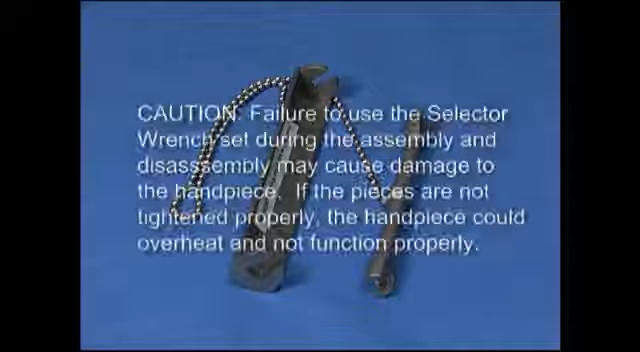 CAUTION: Failure to use the Selector
Wrench set during the assembly and
disasssembly may cause damage to
the handpiece. If the pieces are not
tightened properly, the handpiece could
overheat and not function properly.